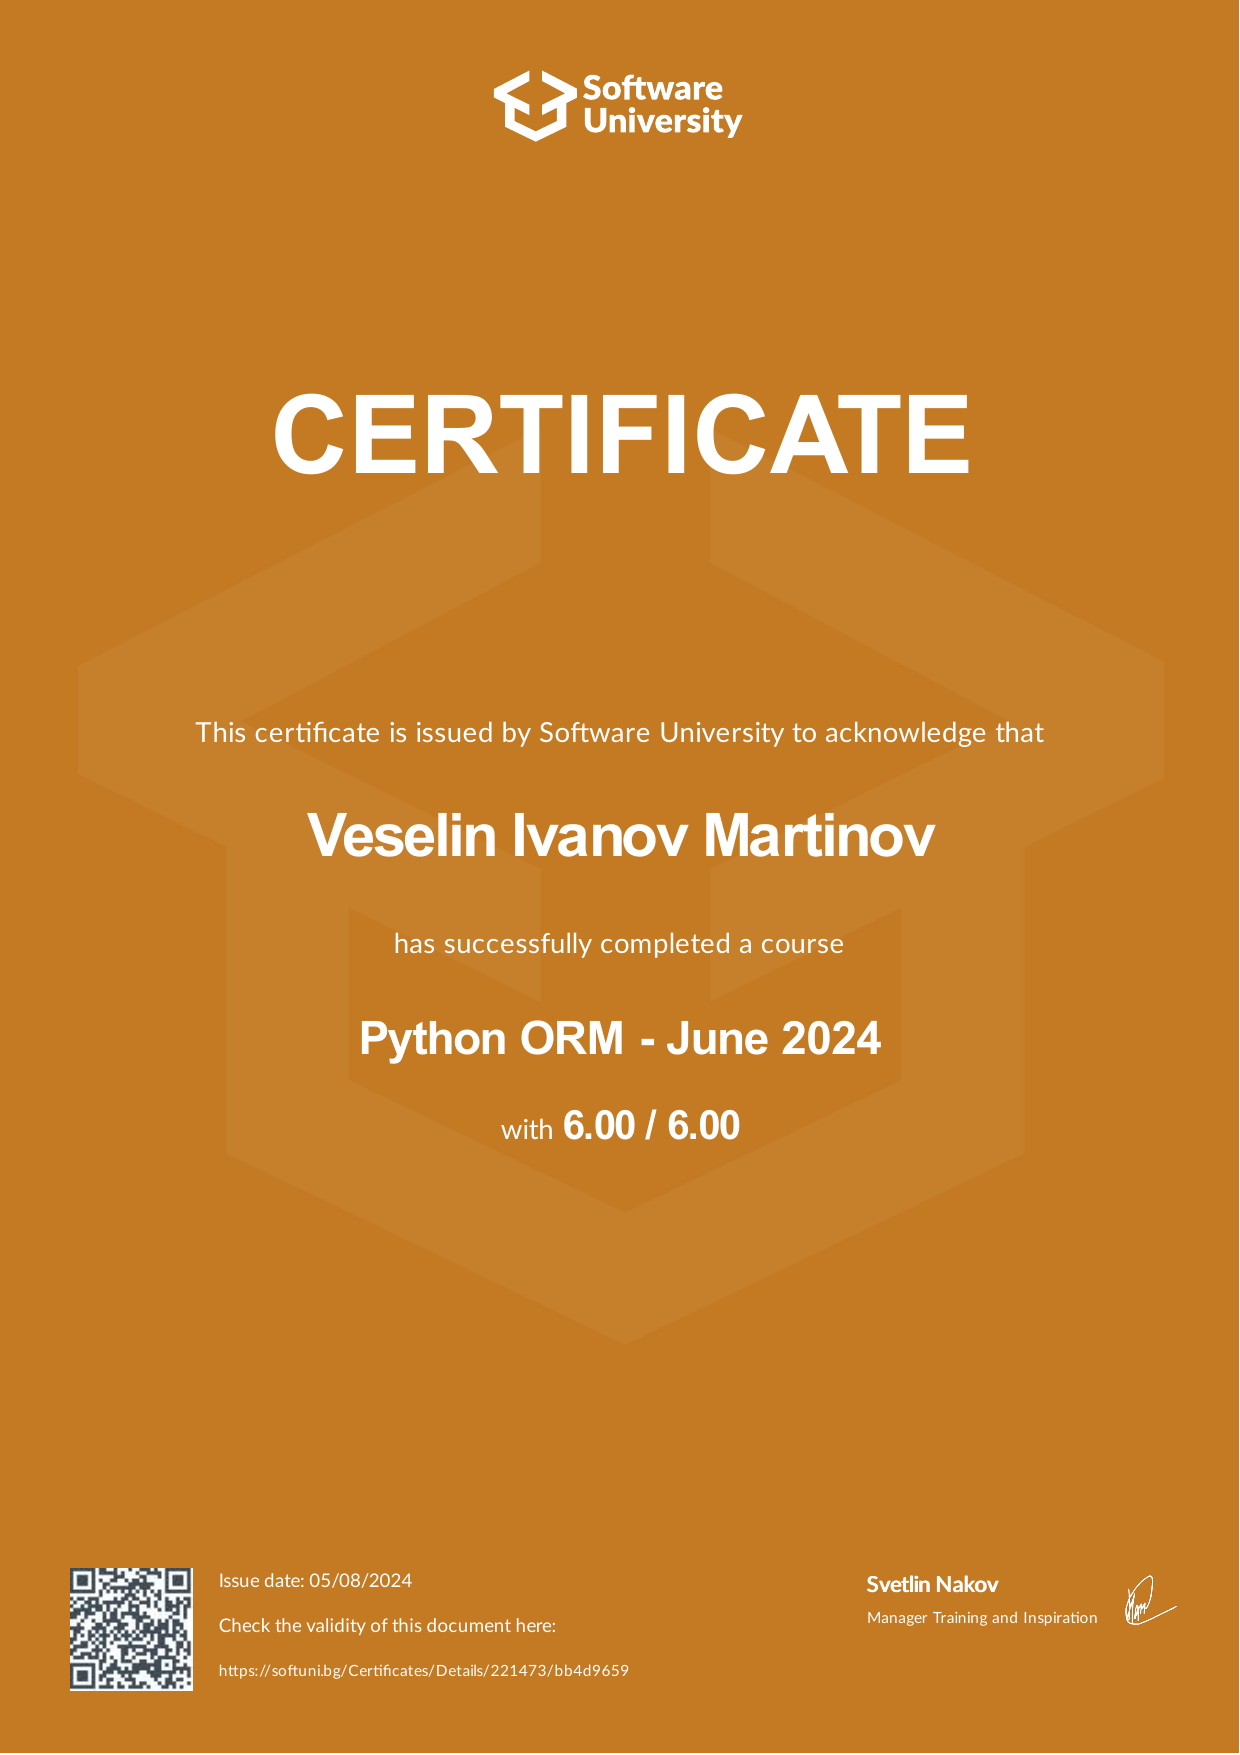 Software
University
CERTIFICATE
This certificate is issued by Software University to acknowledge that
Veselin Ivanov Martinov
has successfully completed a course
Python ORM - June 2024
with 6.00 / 6.00
Issue date: 05/08/2024
Check the validity of this document here:
https://softuni.bg/Certificates/Details/221473/bb4d9659
Svetlin Nakov
Manager Training and Inspiration